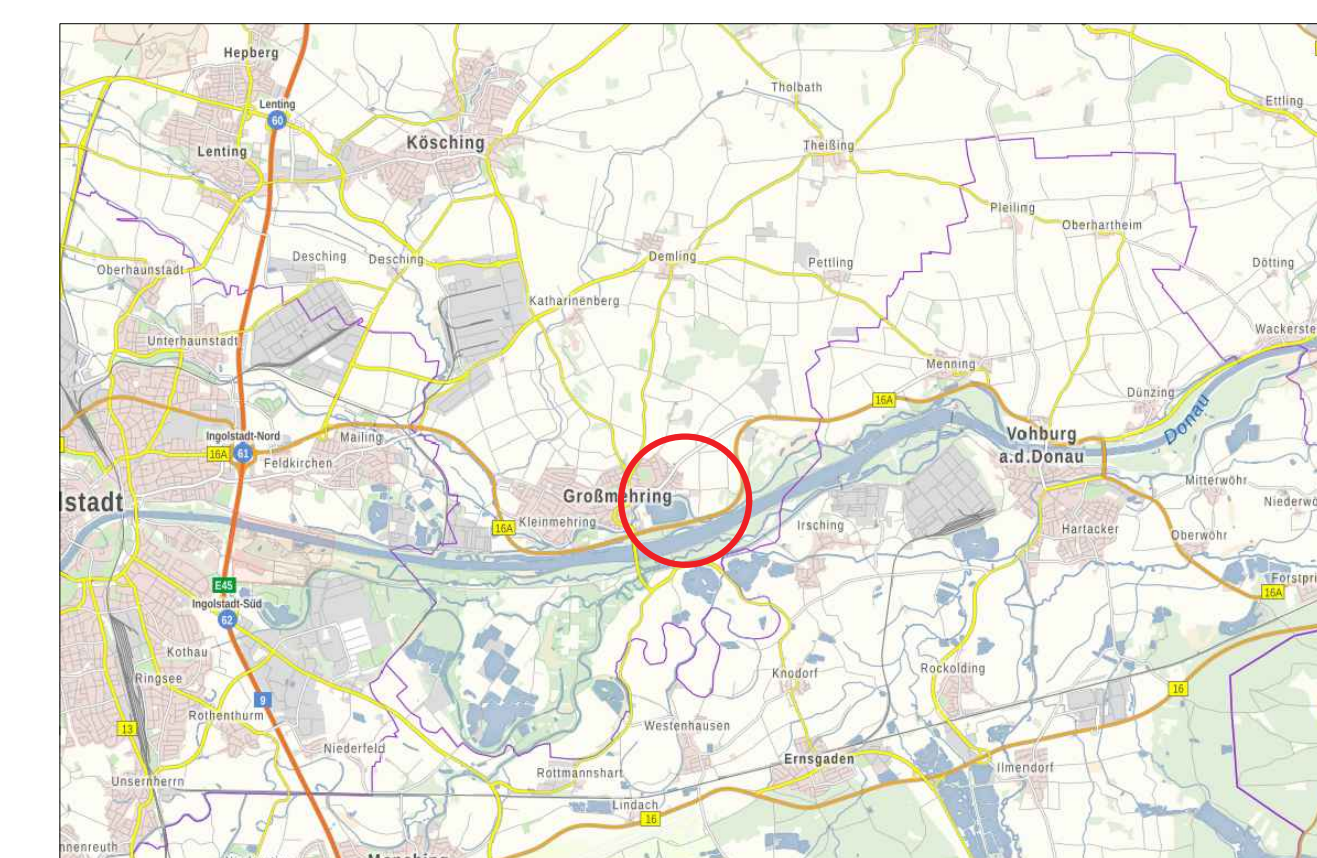 Hepberg
Lenting
60
Tholbath
Ettling
Lenting
Kösching
Theißing
Pleiling
Oberhartheim
Desching
Desching
Demling
Pettling
Dötting
Oberhaunstadt
Katharinenberg
Unterhaunstadt
Wackerste
Menning
Dünzing
16A
Donau
Ingolstadt-Nord
16A
61
Mailing
Feldkirchen
Vohburg
a.d.Donau
Mitterwöhr
lstadt
Großmehring
Niederwö
Kleinmehring
16A
Irsching
Hartacker
Oberwöhr
E45
Forstpri
16A
Ingolstadt-Süd
62
Kothau
Ringsee
Knodorf
Rockolding
16
9
Rothenthurm
13
Westenhausen
Niederfeld
Ernsgaden
Unsernherrn
Rottmannshart
Ilmendorf
Lindach
16
nnenreuth